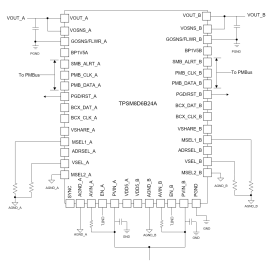 VOUT_A
VOUT_A
VOUT_B
VOUT_B
VOSNS_A
VOSNS_B
PGND
GOSNS/FLWR_A
GOSNS/FLWR_B
PGND
BP1V5A
BP1V5B
SMB_ALRT_A
SMB_ALRT_B
To PMBus
PMB_CLK_A
PMB_CLK_B
To PMBus
PMB_DATA_A
PMB_DATA_B
PGD/RST_A
TPSM8D6B24A
PGD/RST_B
BCX_DAT_A
BCX_DAT_B
BCX_CLK_A
BCX_CLK_B
VSHARE_A
VSHARE_B
MSEL1_A
MSEL1_B
ADRSEL_A
ADRSEL_B
VSEL_A
VSEL_B
MSEL2_A
MSEL2_B
AGND_A
AGND_A
AGND_B
AGND_B
SYNC
AGND_A
AVIN_A
EN_A
PVIN_A
VDD5_A
VDD5_B
AGND_B
AVIN_B
EN_B
PVIN_B
PGND
AGND_A
GND
AGND_B
GND
GND